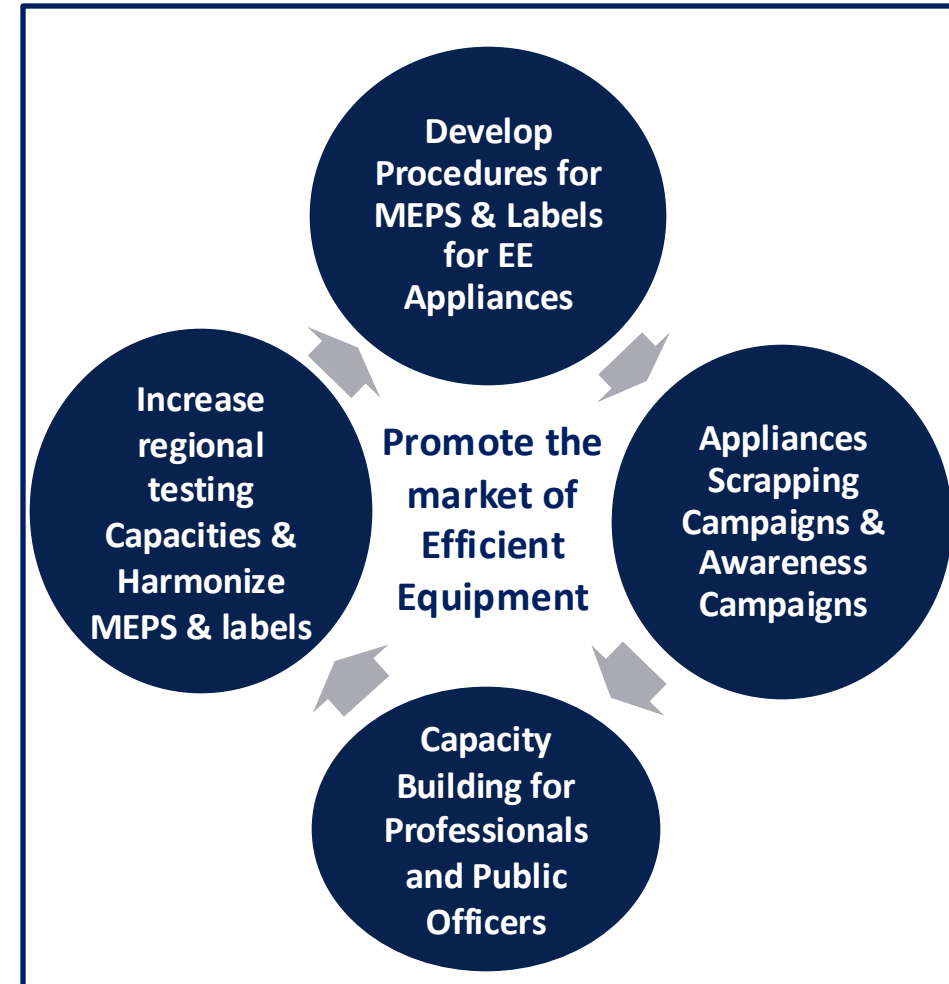 Develop
Procedures for
MEPS & Labels
for EE
Appliances
Increase
regional
testing
Capacities &
Harmonize
MEPS & labels
Promote the
market of
Efficient
Equipment
Appliances
Scrapping
Campaigns &
Awareness
Campaigns
Capacity
Building for
Professionals
and Public
Officers